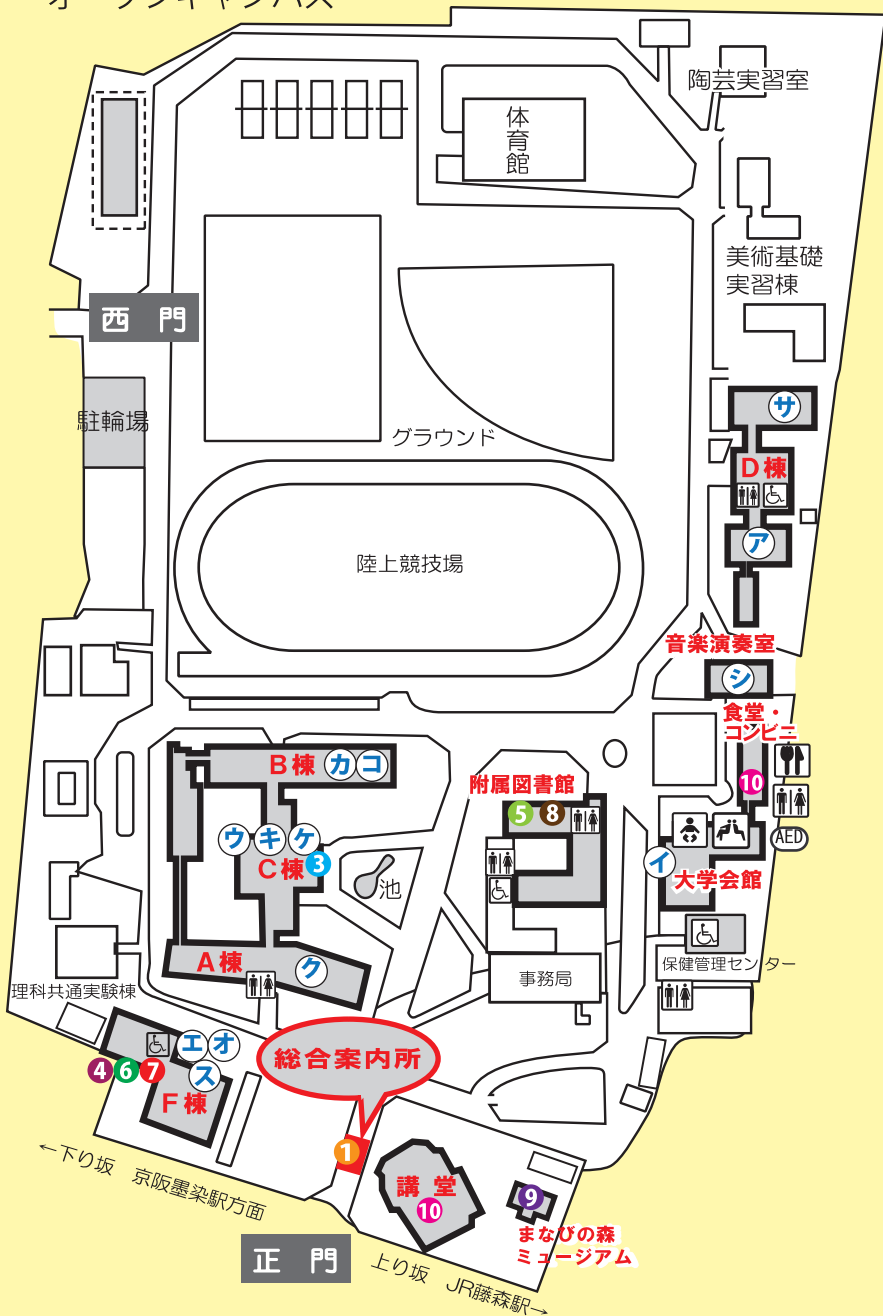 オープンキャンパス
陶芸実習室
体育館
美術基礎
実習棟
西門
駐輪場
グラウンド
サ
D棟
ア
陸上競技場
音楽演奏室
シ
食堂・
コンビニ
10
B棟
カ
コ
附属図書館
5
8
ウ
キ
ケ
C棟
3
AED
イ
大学会館
池
A棟
ク
保健管理センター
事務局
理科共通実験棟
エ
オ
ス
4
6
7
F棟
総合案内所
1
講堂
10
9
まなびの森
ミュージアム
←下り坂 京阪墨染駅方面
正門
上り坂 JR藤森駅→